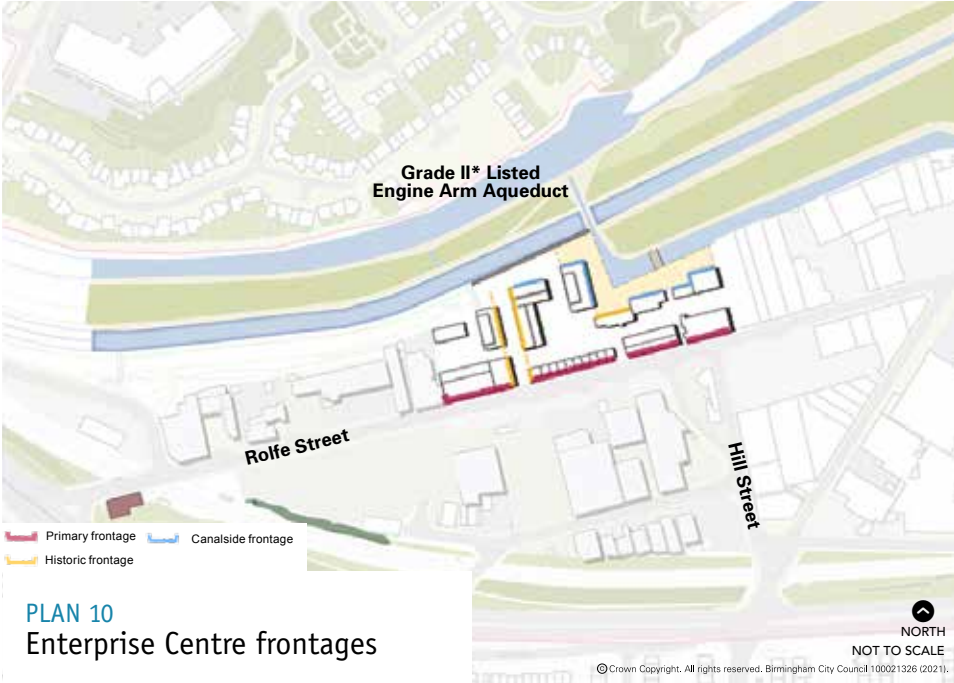 Grade II* Listed
Engine Arm Aqueduct
Rolfe Street
Hill Street
Primary frontage
Canalside frontage
Historic frontage
PLAN 10
Enterprise Centre frontages
NORTH
NOT TO SCALE
© Crown Copyright. All rights reserved. Birmingham City Council 100021326 (2021).